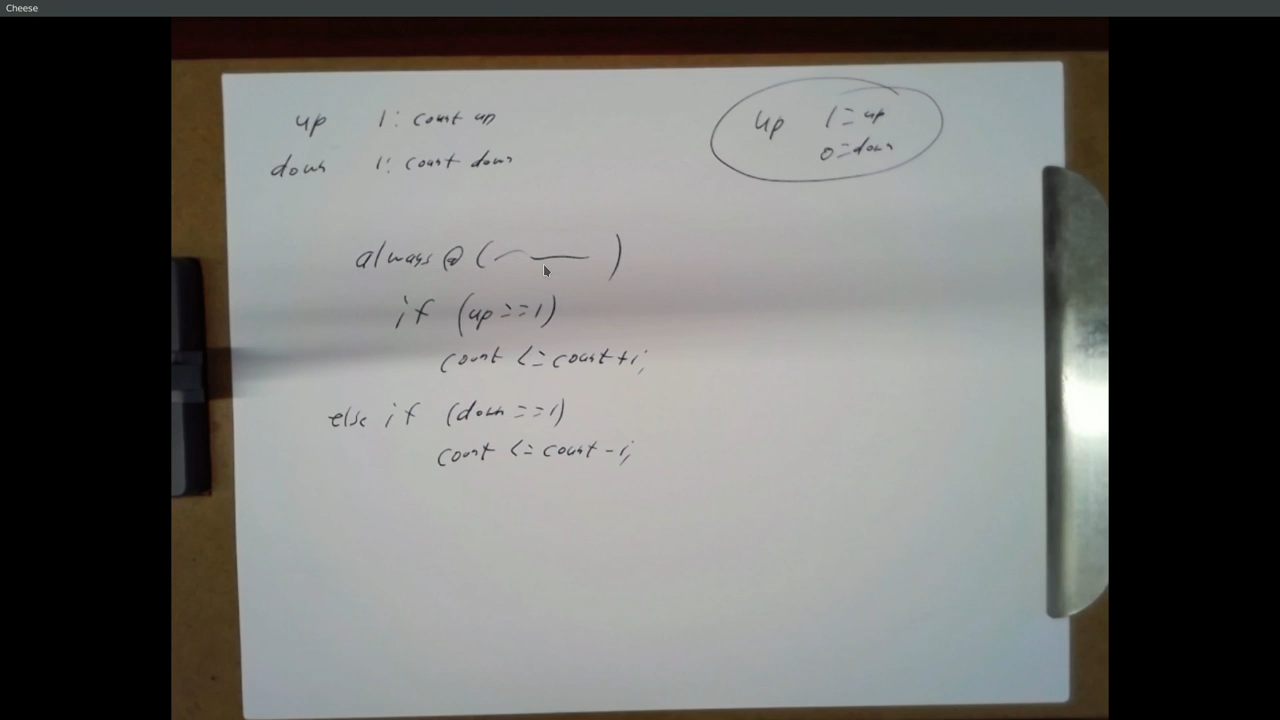 Cheese
up 1: count up
down 1: count down
up 1=up
0=down
always @ ( )
if (up==1)
count <= count+1;
else if (down==1)
count <= count-1;